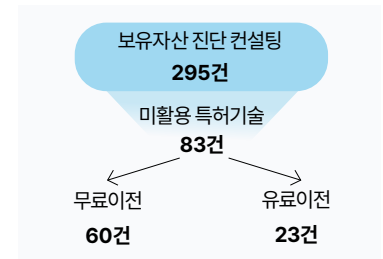 보유자산 진단 컨설팅
295건
미활용 특허기술
83건
무료이전 유료이전
60건 23건